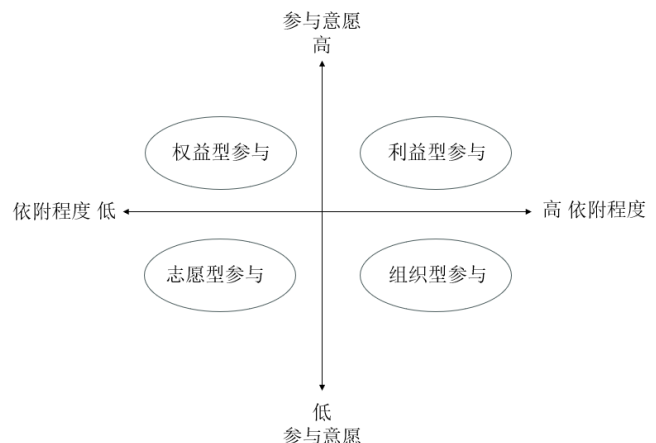 参与意愿
高
权益型参与
利益型参与
依附程度 低
高 依附程度
志愿型参与
组织型参与
低
参与意愿